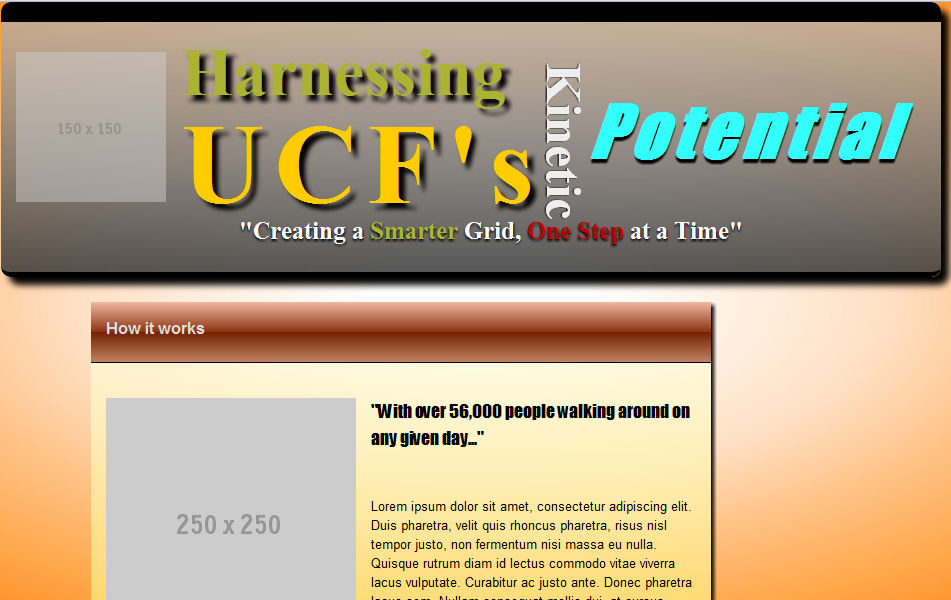 150 x 150
Harnessing
UCF's
Kinetic
Potential
"Creating a Smarter Grid, One Step at a Time"
How it works
250 x 250
"With over 56,000 people walking around on
any given day..."
Lorem ipsum dolor sit amet, consectetur adipiscing elit.
Duis pharetra, velit quis rhoncus pharetra, risus nisl
tempor justo, non fermentum nisi massa eu nulla.
Quisque rutrum diam id lectus commodo vitae viverra
lacus vulputate. Curabitur ac justo ante. Donec pharetra